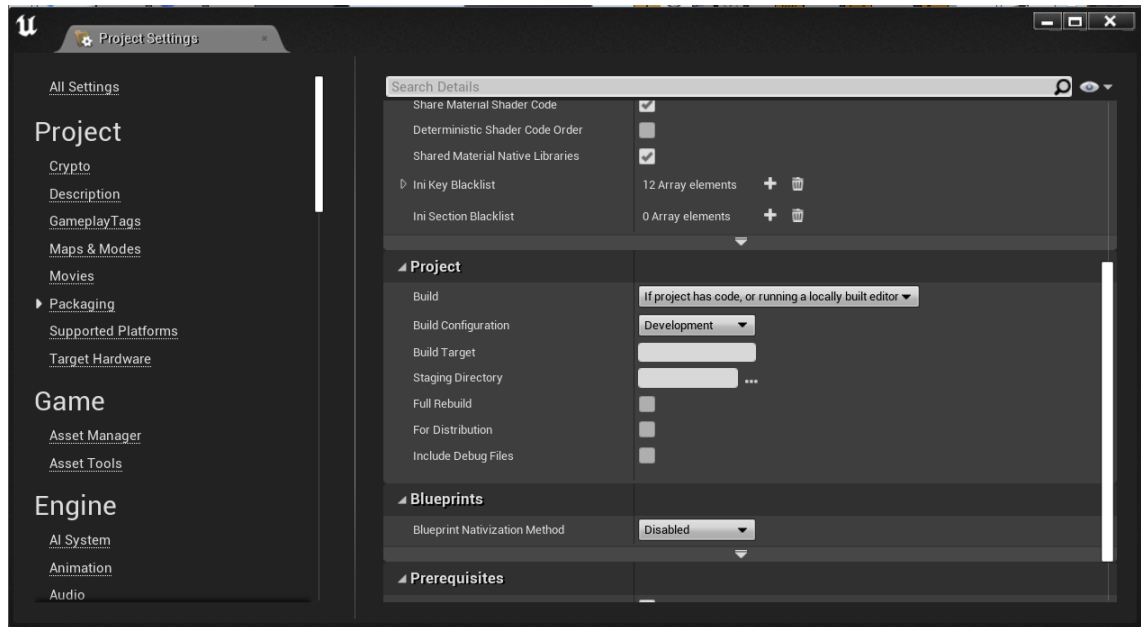 Project Settings
All Settings
Project
Crypto
Description
GameplayTags
Maps & Modes
Movies
Packaging
Supported Platforms
Target Hardware
Game
Asset Manager
Asset Tools
Engine
AI System
Animation
Audio
Search Details
Share Material Shader Code
Deterministic Shader Code Order
Shared Material Native Libraries
Ini Key Blacklist 12 Array elements
Ini Section Blacklist 0 Array elements
Project
Build If project has code, or running a locally built editor
Build Configuration Development
Build Target
Staging Directory ...
Full Rebuild
For Distribution
Include Debug Files
Blueprints
Blueprint Nativization Method Disabled
Prerequisites